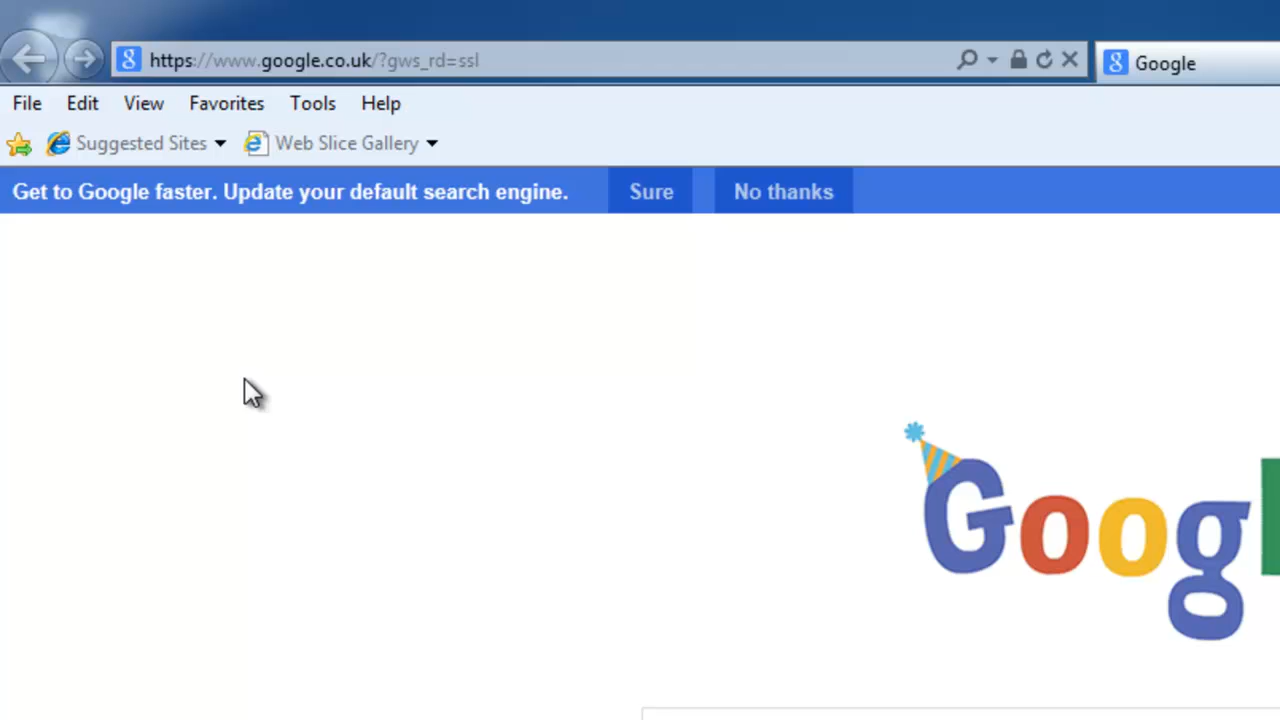 https://www.google.co.uk/?gws_rd=ssl
Google
File Edit View Favorites Tools Help
Suggested Sites Web Slice Gallery
Get to Google faster. Update your default search engine. Sure No thanks
Googl